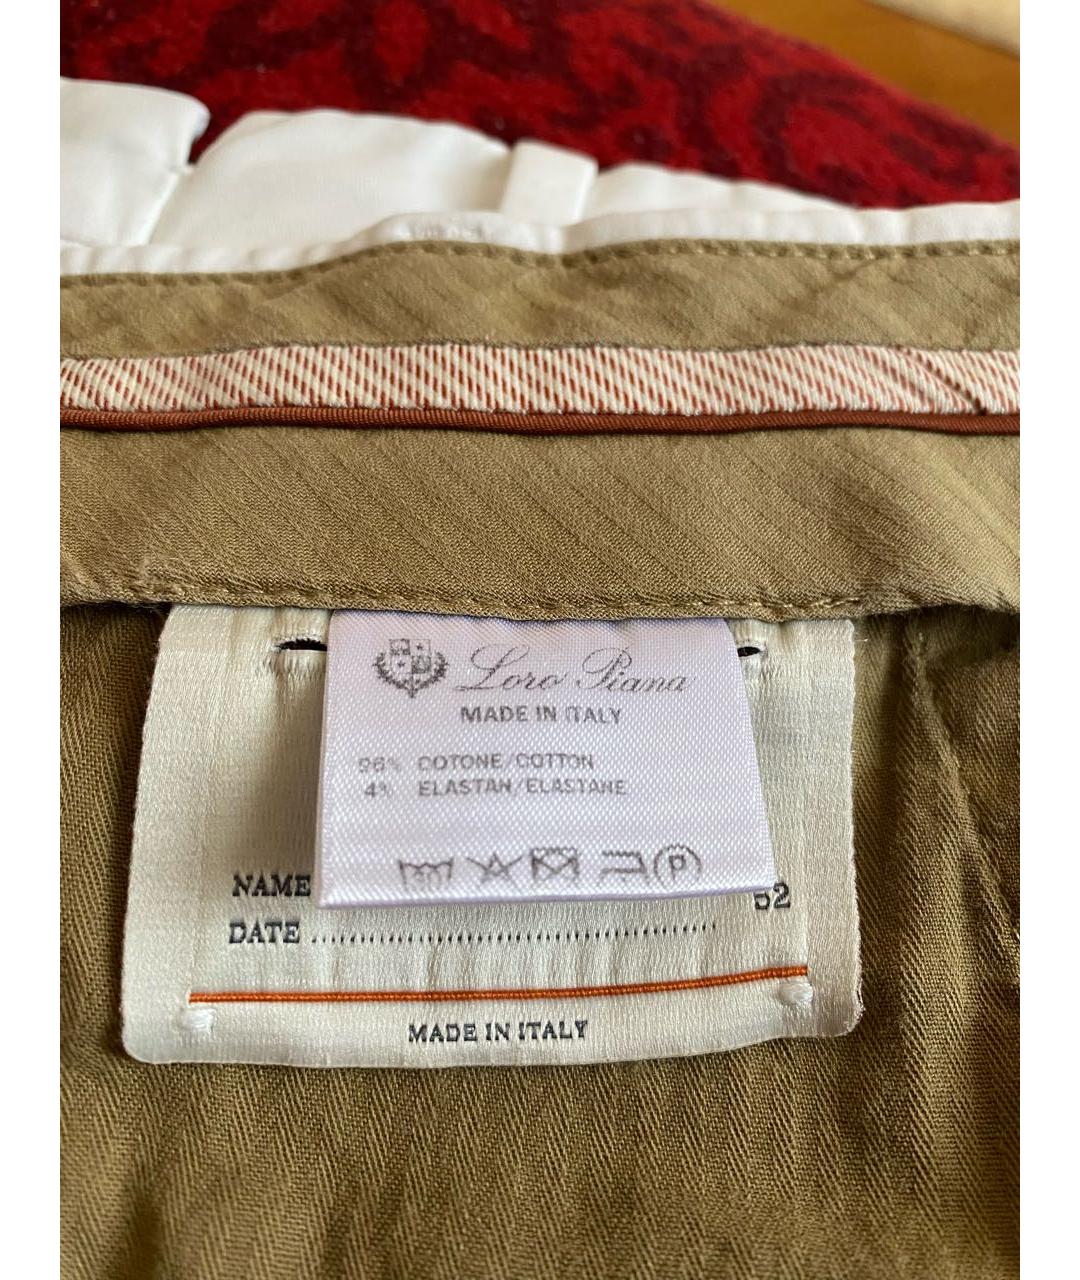 Loro Piana
MADE IN ITALY
96% COTONE/COTTON
4% ELASTAN/ELASTANE
P
NAME
52
DATE
MADE IN ITALY